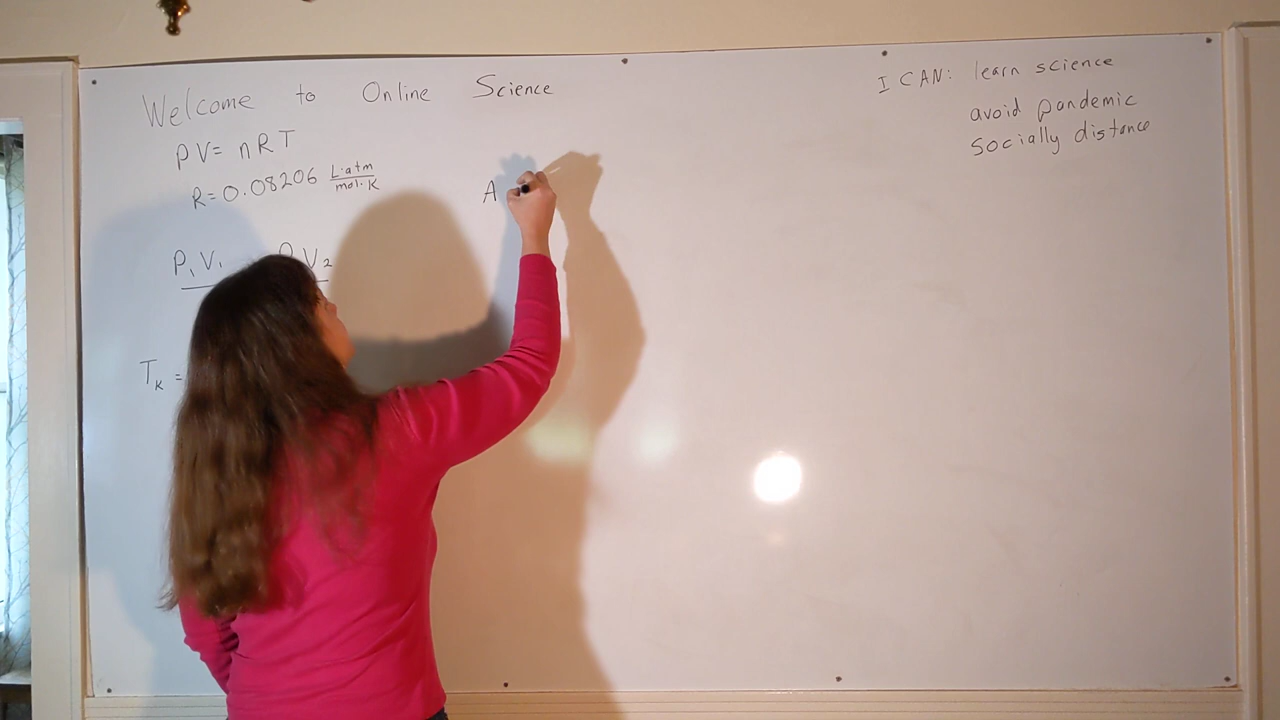 Welcome to Online Science
PV= nRT
R=0.08206 L·atm/mol·K
P₁V₁ V₂
T_K =
A
I CAN: learn science
avoid pandemic
socially distance